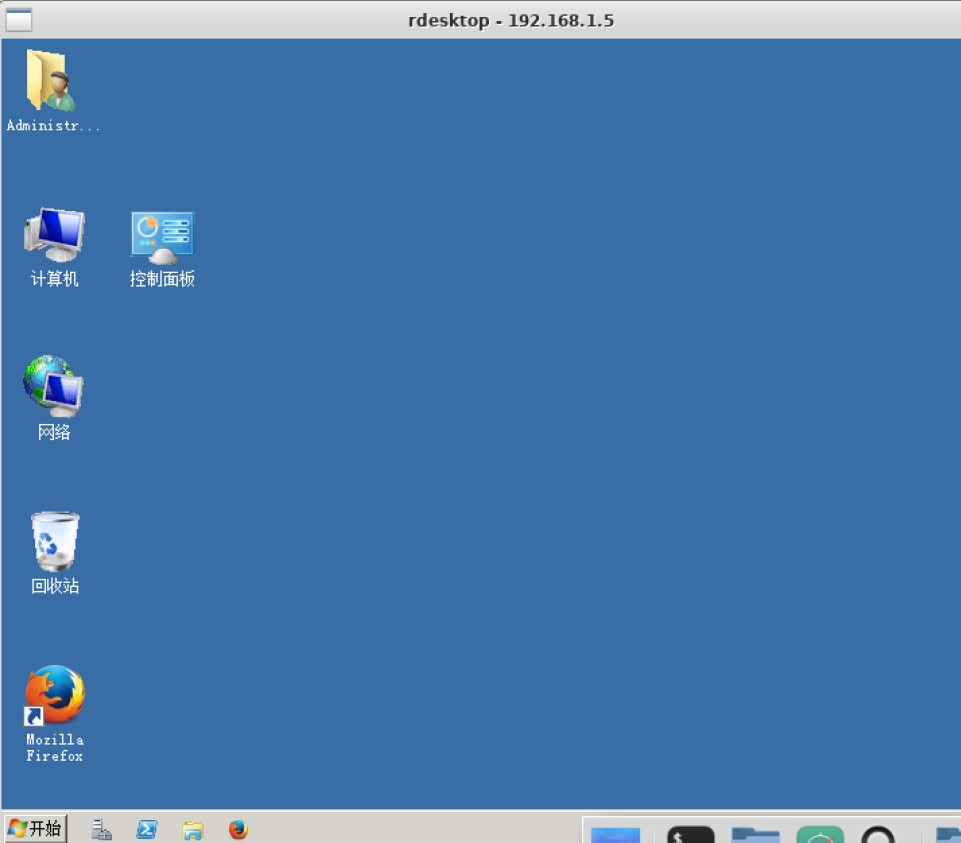 rdesktop - 192.168.1.5
Administr...
计算机
控制面板
网络
回收站
Mozilla
Firefox
开始
$